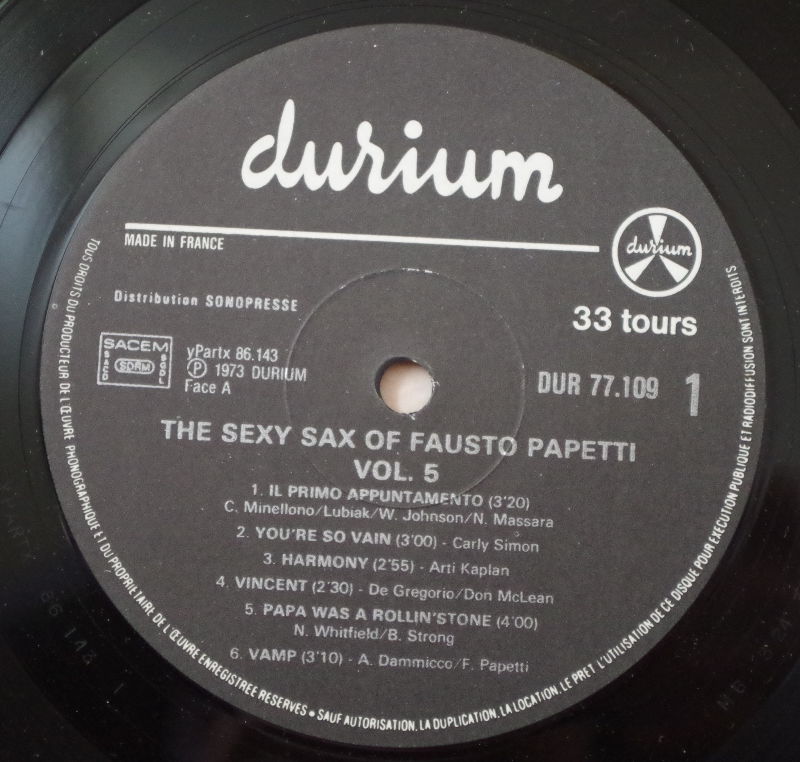 durium
MADE IN FRANCE
durium
Distribution SONOPRESSE
33 tours
SACEM
SACD
SDRM
SGDL
yPartx 86.143
Ⓟ 1973 DURIUM
Face A
DUR 77.109 1
THE SEXY SAX OF FAUSTO PAPETTI
VOL. 5
1. IL PRIMO APPUNTAMENTO (3'20)
C. Minellono/Lubiak/W. Johnson/N. Massara
2. YOU'RE SO VAIN (3'00) - Carly Simon
3. HARMONY (2'55) - Arti Kaplan
4. VINCENT (2'30) - De Gregorio/Don McLean
5. PAPA WAS A ROLLIN'STONE (4'00)
N. Whitfield/B. Strong
6. VAMP (3'10) - A. Dammicco/F. Papetti
TOUS DROITS DU PRODUCTEUR DE L'ŒUVRE PHONOGRAPHIQUE ET DU PROPRIETAIRE DE L'ŒUVRE ENREGISTREE RESERVES • SAUF AUTORISATION, LA DUPLICATION, LA LOCATION, LE PRET, L'UTILISATION DE CE DISQUE POUR EXECUTION PUBLIQUE ET RADIODIFFUSION SONT INTERDITS